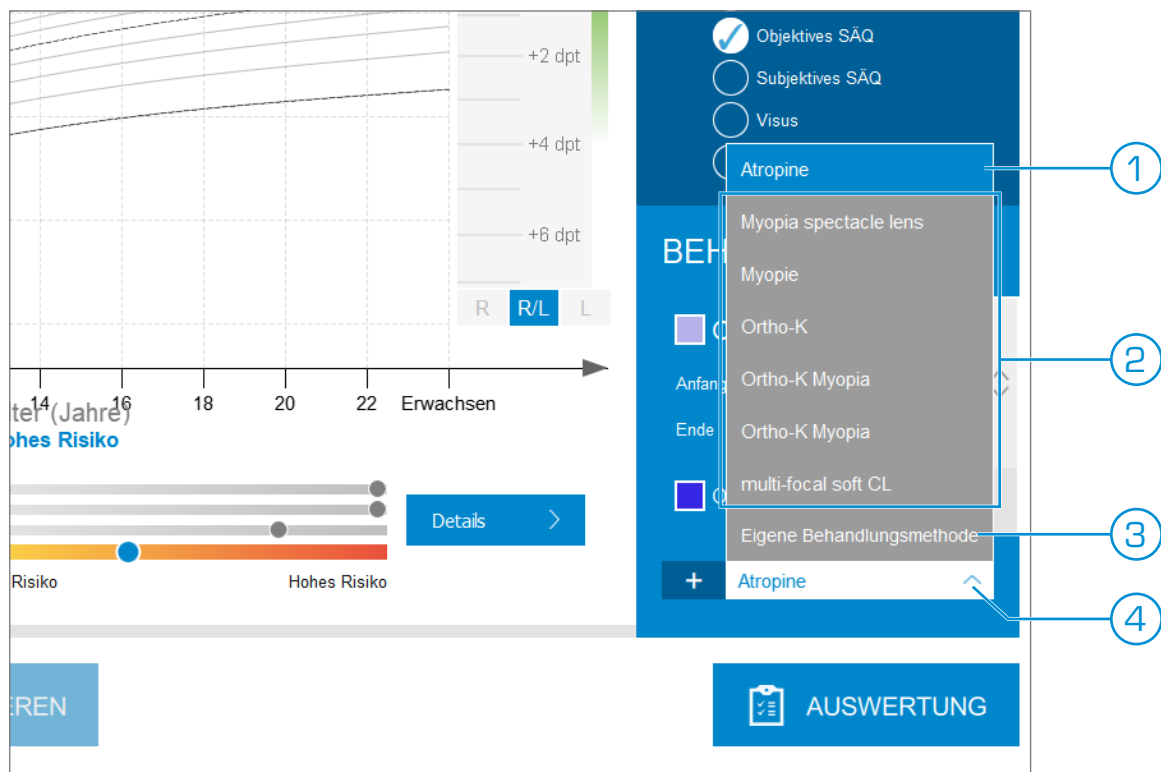 +2 dpt
+4 dpt
+6 dpt
R R/L L
14 16 18 20 22 Erwachsen
ter (Jahre)
ohes Risiko
Details
Risiko Hohes Risiko
EREN
Objektives SÄQ
Subjektives SÄQ
Visus
BEH
O
Anfang
Ende
O
Atropine
Myopia spectacle lens
Myopie
Ortho-K
Ortho-K Myopia
Ortho-K Myopia
multi-focal soft CL
Eigene Behandlungsmethode
+ Atropine
AUSWERTUNG
1
2
3
4